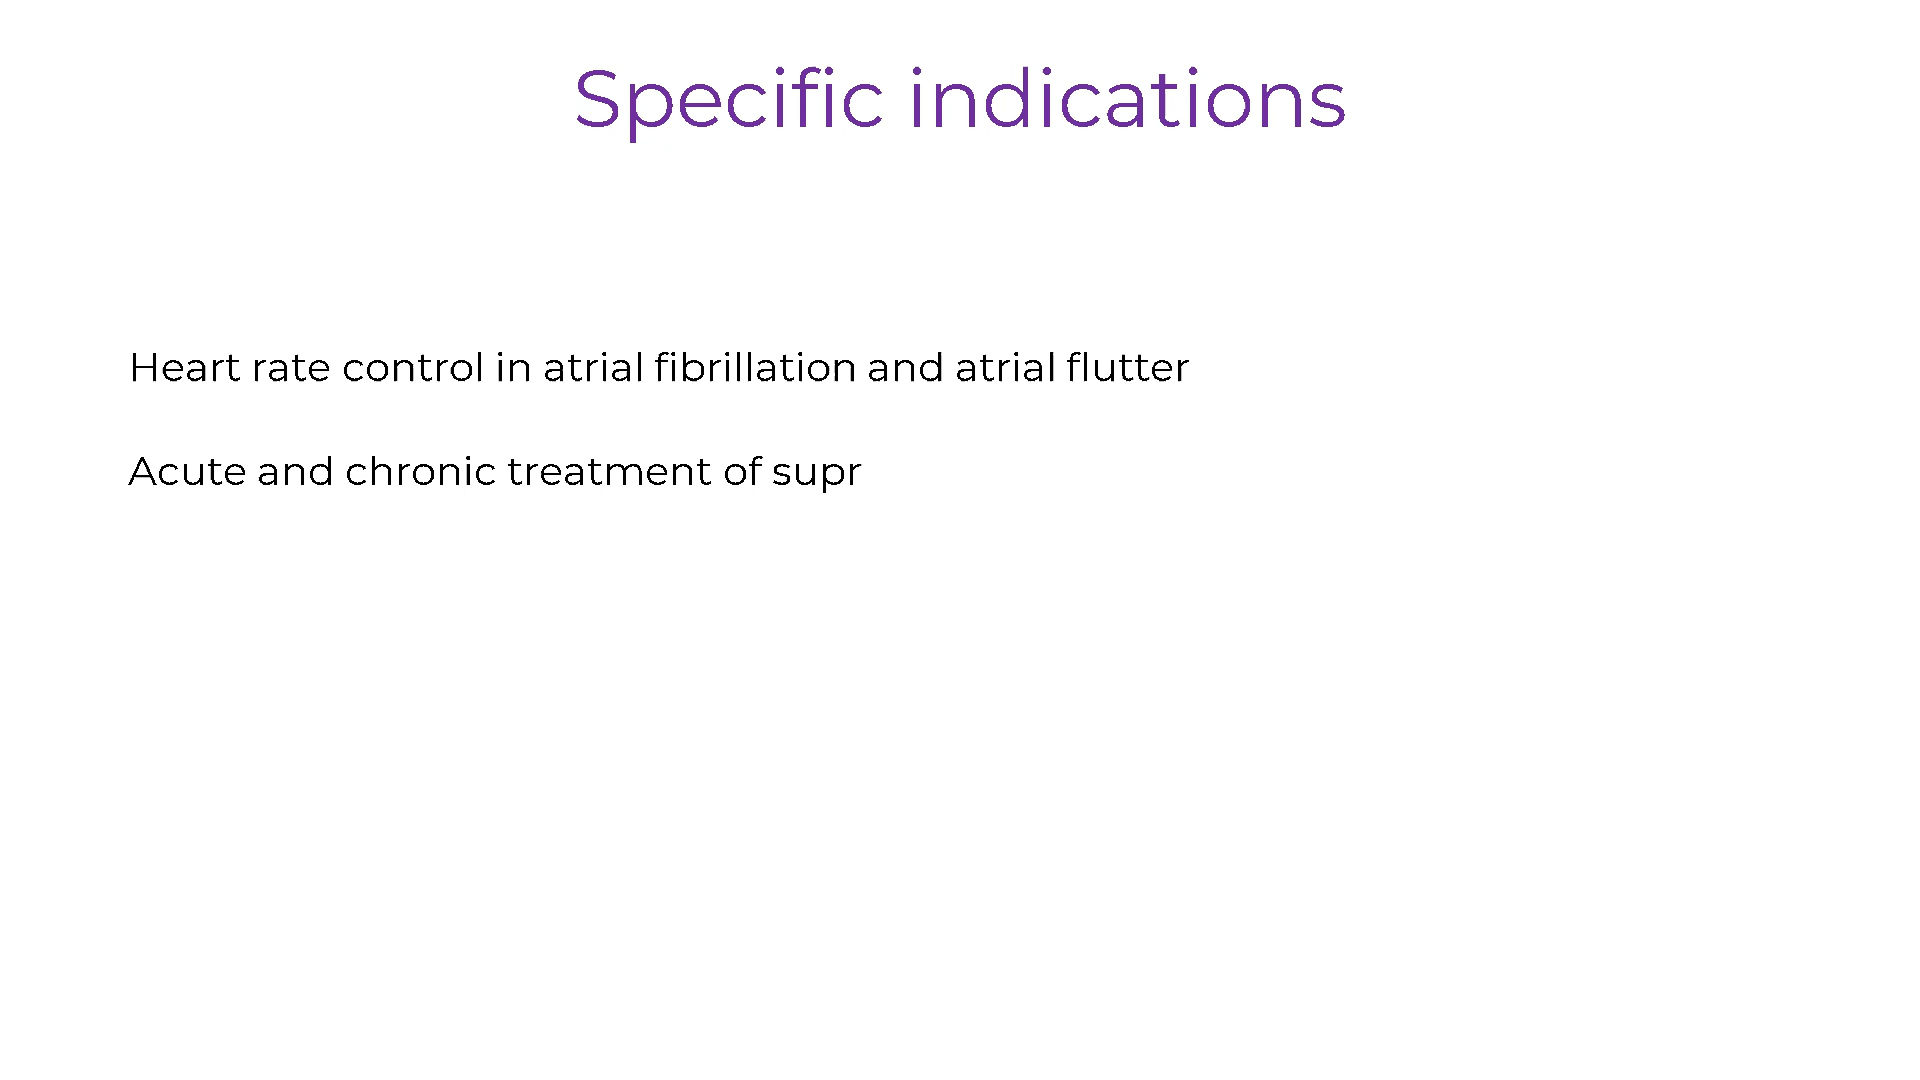 Specific indications
Heart rate control in atrial fibrillation and atrial flutter
Acute and chronic treatment of supr